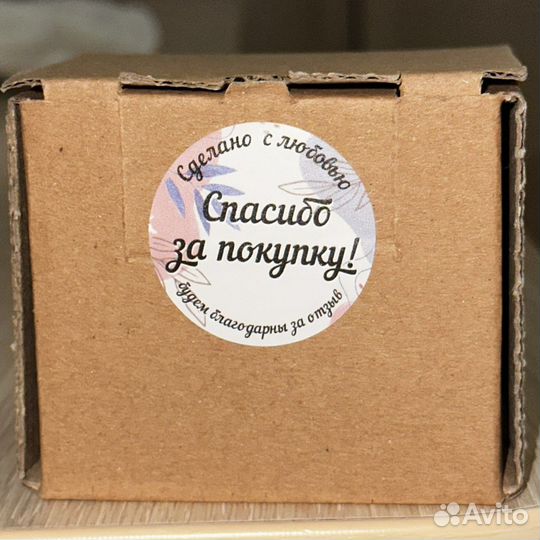 Сделано с любовью
Спасибо
за покупку!
будем благодарны за отзыв
Avito